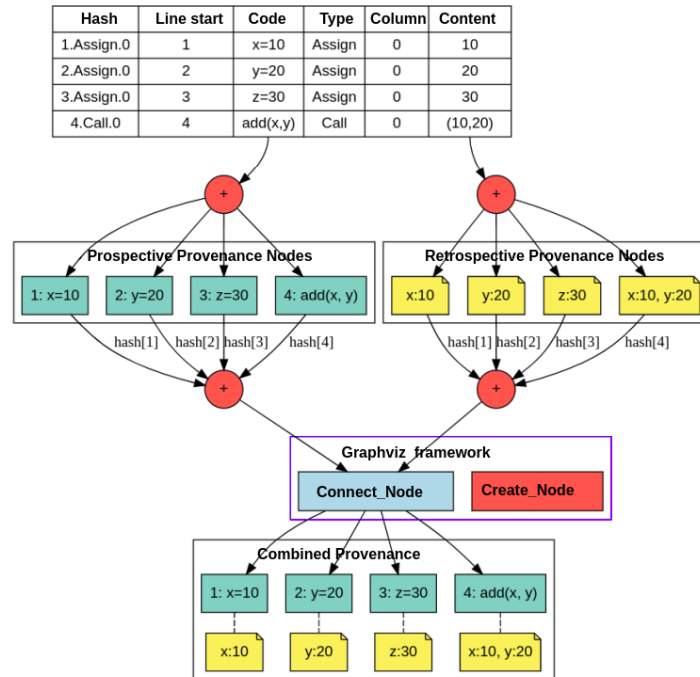 Hash Line start Code Type Column Content
1.Assign.0 1 x=10 Assign 0 10
2.Assign.0 2 y=20 Assign 0 20
3.Assign.0 3 z=30 Assign 0 30
4.Call.0 4 add(x,y) Call 0 (10,20)
+ +
Prospective Provenance Nodes Retrospective Provenance Nodes
1: x=10 2: y=20 3: z=30 4: add(x, y) x:10 y:20 z:30 x:10, y:20
hash[1] hash[2] hash[3] hash[4] hash[1] hash[2] hash[3] hash[4]
+ +
Graphviz framework
Connect_Node Create_Node
Combined Provenance
1: x=10 2: y=20 3: z=30 4: add(x, y)
x:10 y:20 z:30 x:10, y:20